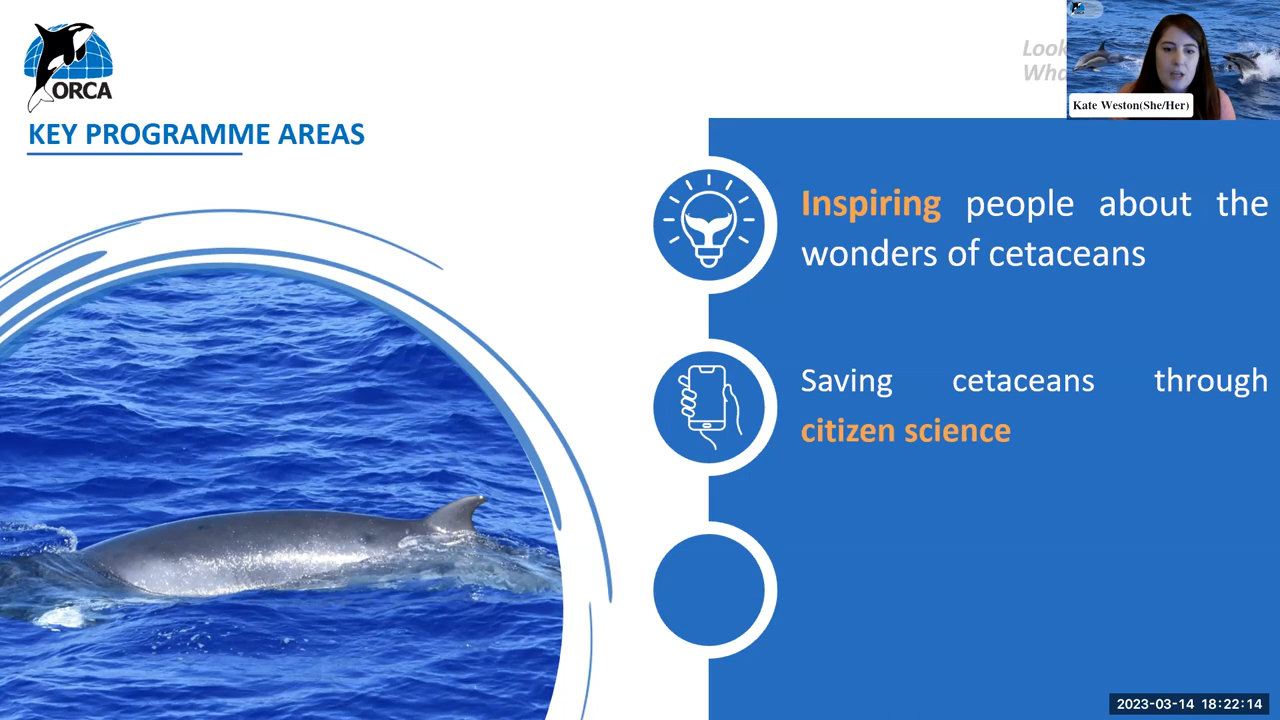 ORCA
KEY PROGRAMME AREAS
Look
Kate Weston(She/Her)
Inspiring people about the
wonders of cetaceans
Saving cetaceans through
citizen science
2023-03-14 18:22:14